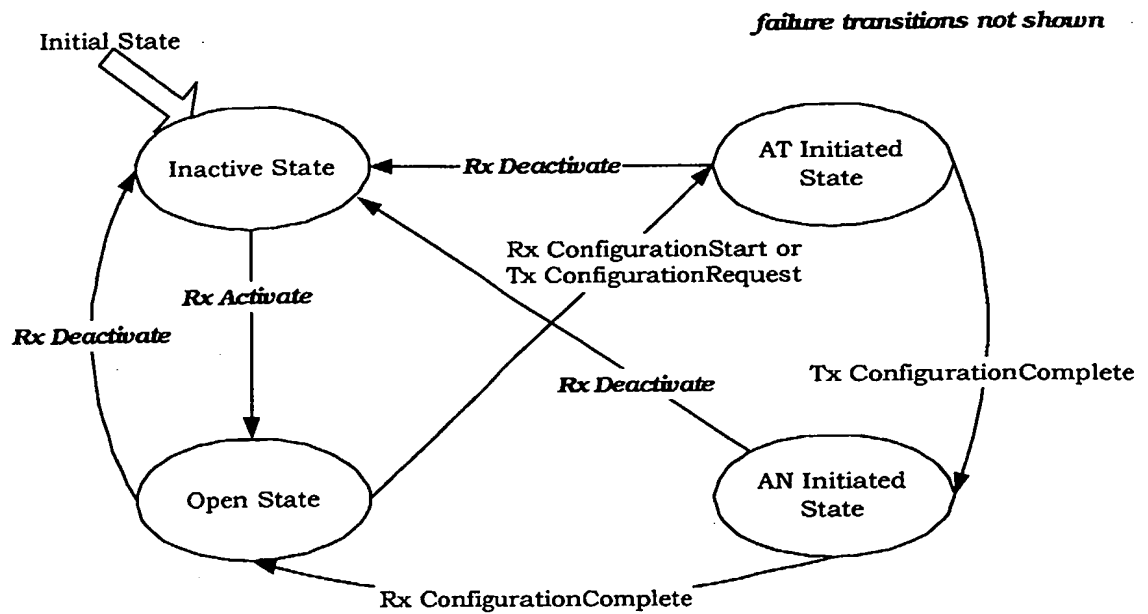 failure transitions not shown
Initial State
Inactive State
Rx Deactivate
AT Initiated
State
Rx ConfigurationStart or
Tx ConfigurationRequest
Rx Activate
Rx Deactivate
Rx Deactivate
Tx ConfigurationComplete
Open State
AN Initiated
State
Rx ConfigurationComplete